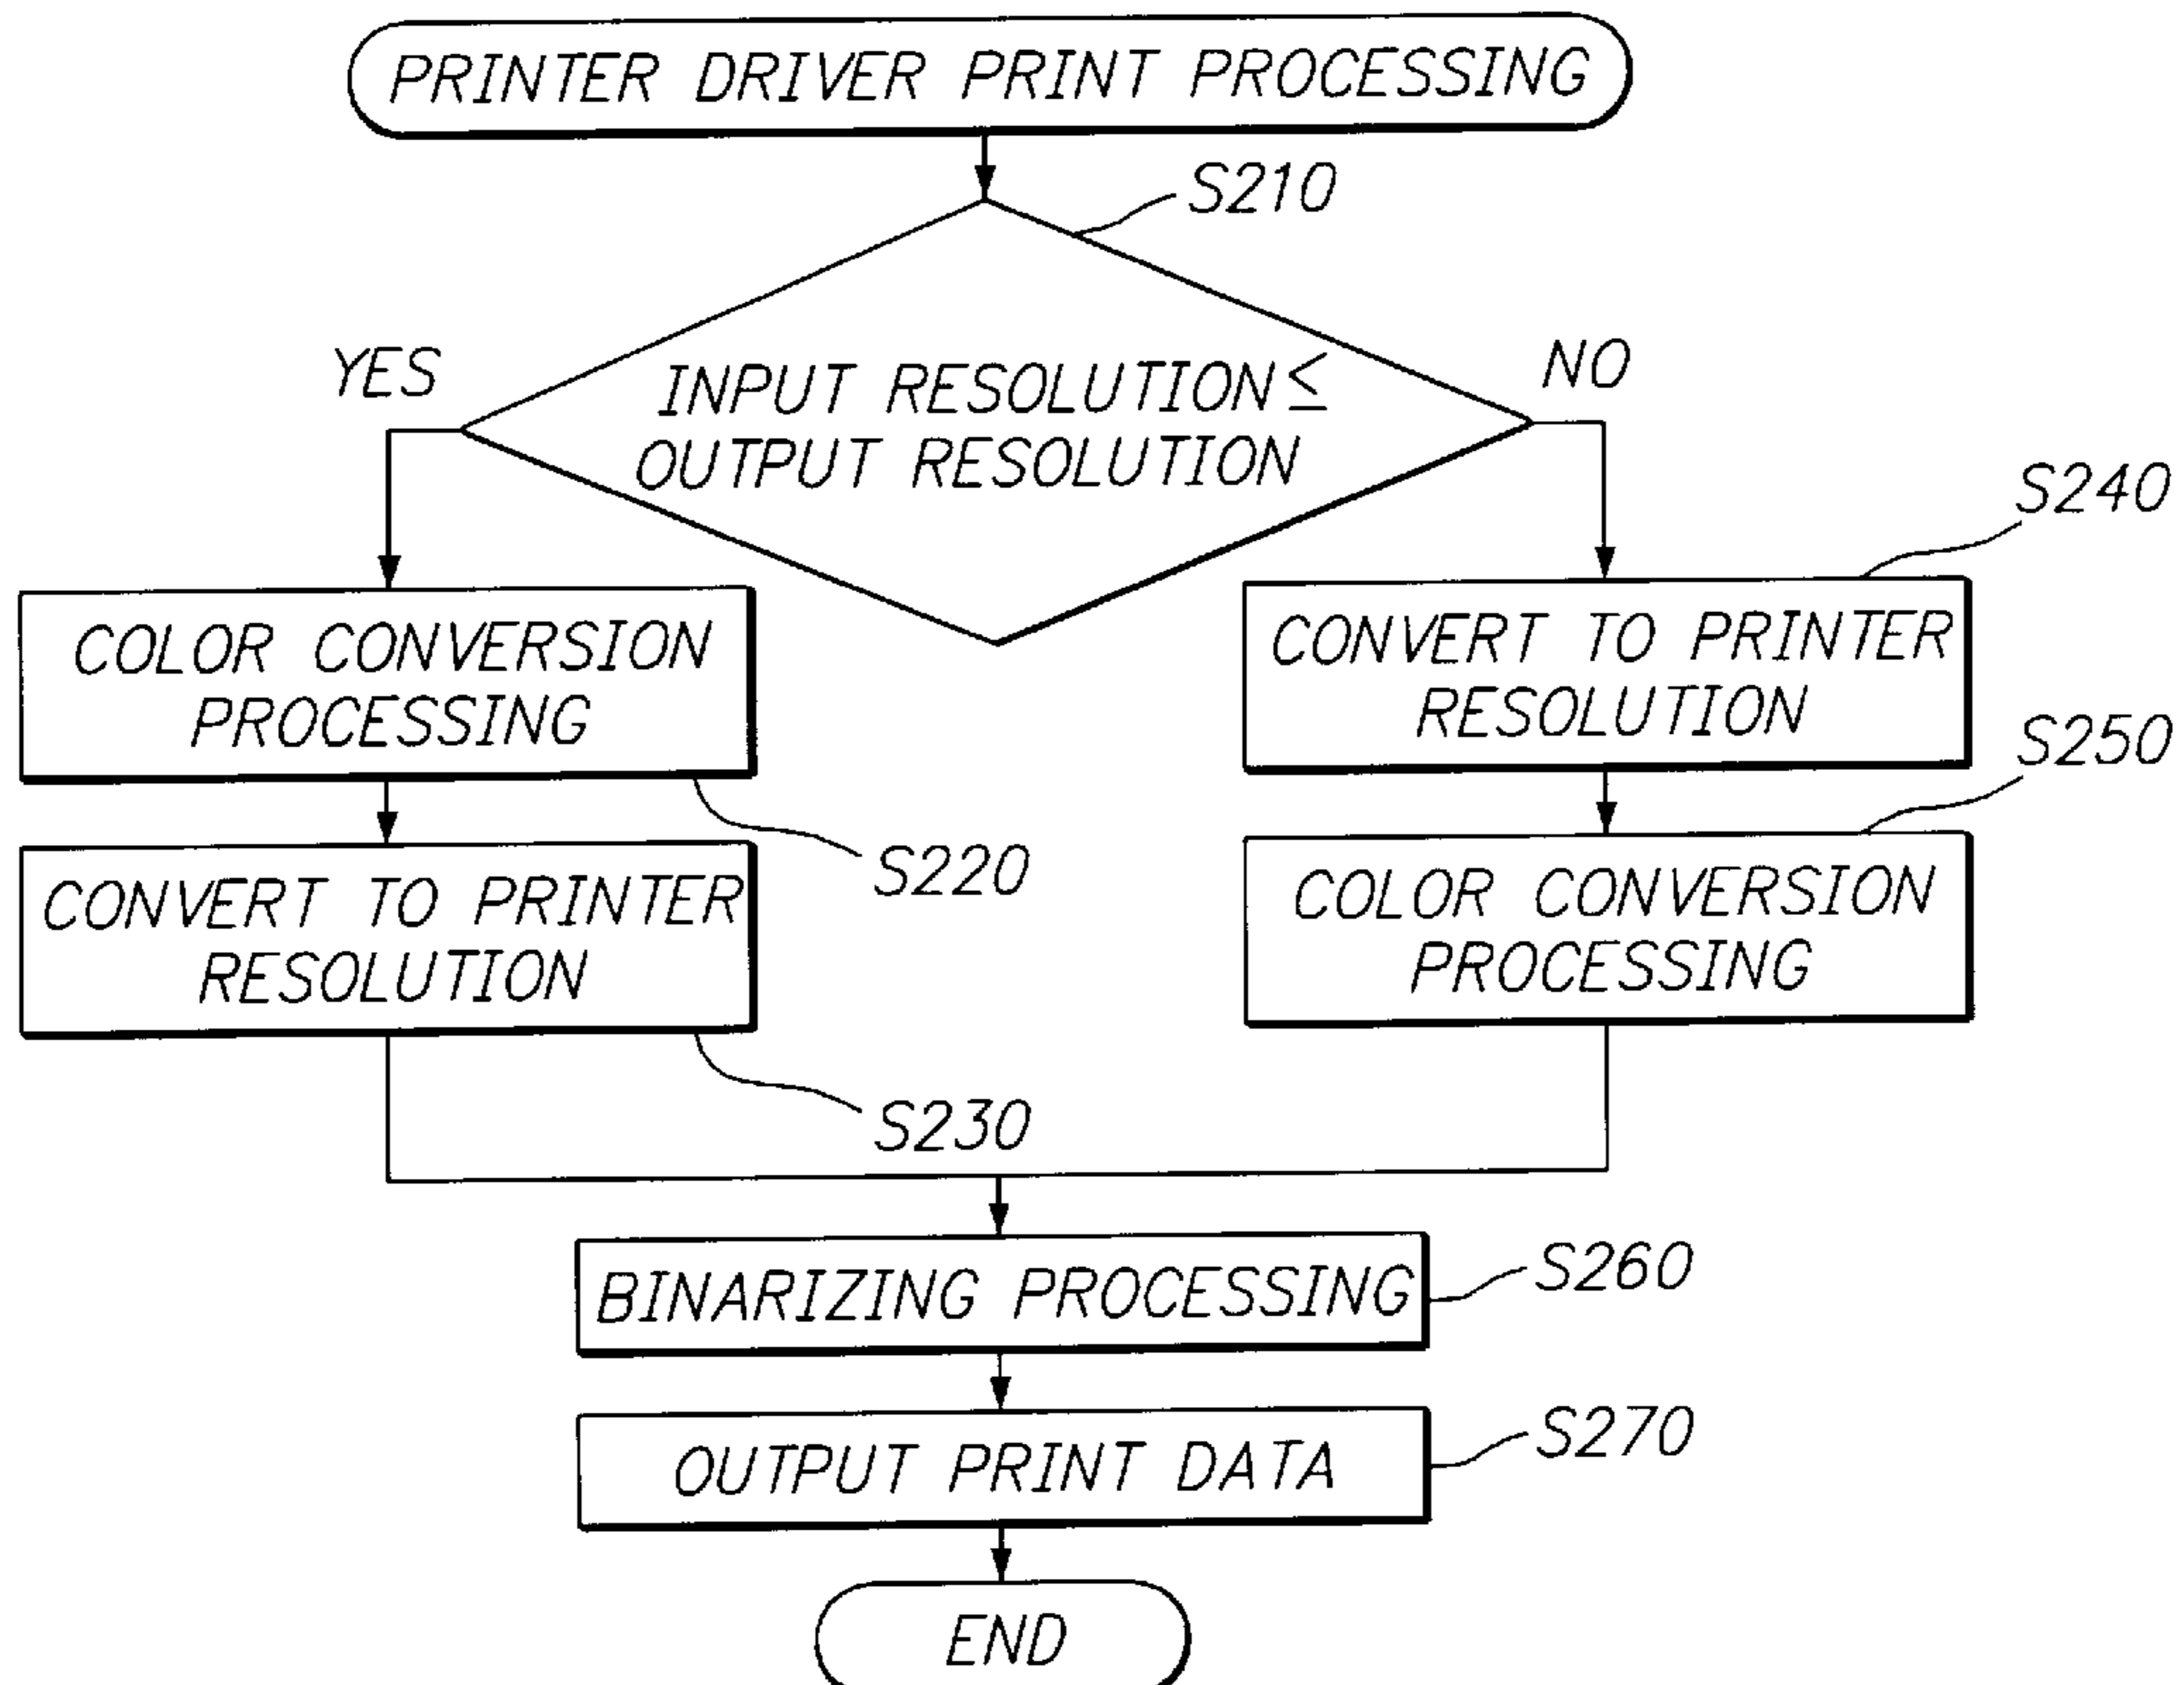 PRINTER DRIVER PRINT PROCESSING
S210
YES
INPUT RESOLUTION ≤
OUTPUT RESOLUTION
NO
COLOR CONVERSION
PROCESSING
S220
CONVERT TO PRINTER
RESOLUTION
S230
S240
CONVERT TO PRINTER
RESOLUTION
S250
COLOR CONVERSION
PROCESSING
BINARIZING PROCESSING
S260
OUTPUT PRINT DATA
S270
END